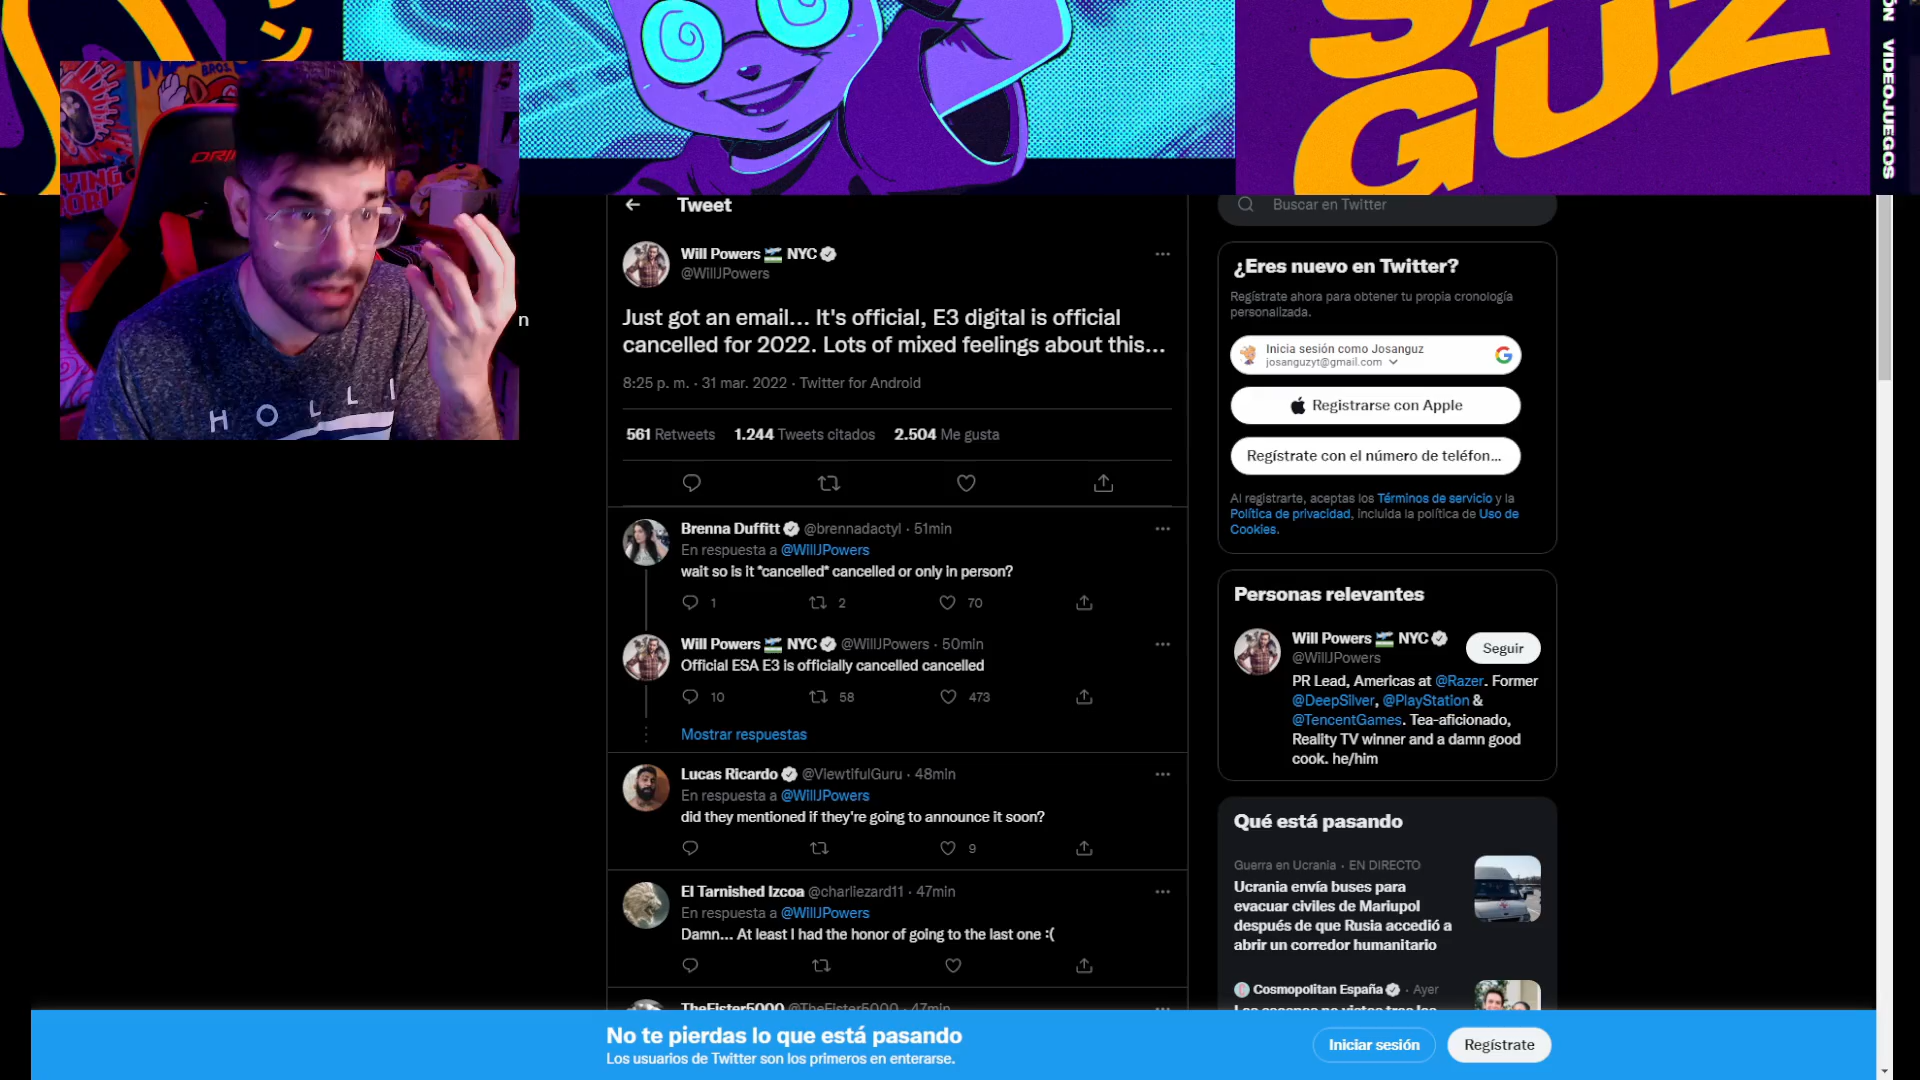 SA
GUZ
VIDEOJUEGOS
BROS.
HOLLI
n
Tweet
Buscar en Twitter
Will Powers NYC
@WillJPowers
Just got an email... It's official, E3 digital is official
cancelled for 2022. Lots of mixed feelings about this...
8:25 p. m. · 31 mar. 2022 · Twitter for Android
561 Retweets 1.244 Tweets citados 2.504 Me gusta
Brenna Duffitt @brennadactyl · 51min
En respuesta a @WillJPowers
wait so is it *cancelled* cancelled or only in person?
1 2 70
Will Powers NYC @WillJPowers · 50min
Official ESA E3 is officially cancelled cancelled
10 58 473
Mostrar respuestas
Lucas Ricardo @ViewtifulGuru · 48min
En respuesta a @WillJPowers
did they mentioned if they're going to announce it soon?
9
El Tarnished Izcoa @charliezard11 · 47min
En respuesta a @WillJPowers
Damn... At least I had the honor of going to the last one :(
TheFister5000 @TheFister5000 · 47min
¿Eres nuevo en Twitter?
Regístrate ahora para obtener tu propia cronología
personalizada.
Inicia sesión como Josanguz
josanguzyt@gmail.com
Registrarse con Apple
Regístrate con el número de teléfon...
Al registrarte, aceptas los Términos de servicio y la
Política de privacidad, incluida la política de Uso de
Cookies.
Personas relevantes
Will Powers NYC
@WillJPowers
Seguir
PR Lead, Americas at @Razer. Former
@DeepSilver, @PlayStation &
@TencentGames. Tea-aficionado,
Reality TV winner and a damn good
cook. he/him
Qué está pasando
Guerra en Ucrania · EN DIRECTO
Ucrania envía buses para
evacuar civiles de Mariupol
después de que Rusia accedió a
abrir un corredor humanitario
Cosmopolitan España · Ayer
No te pierdas lo que está pasando
Los usuarios de Twitter son los primeros en enterarse.
Iniciar sesión
Regístrate